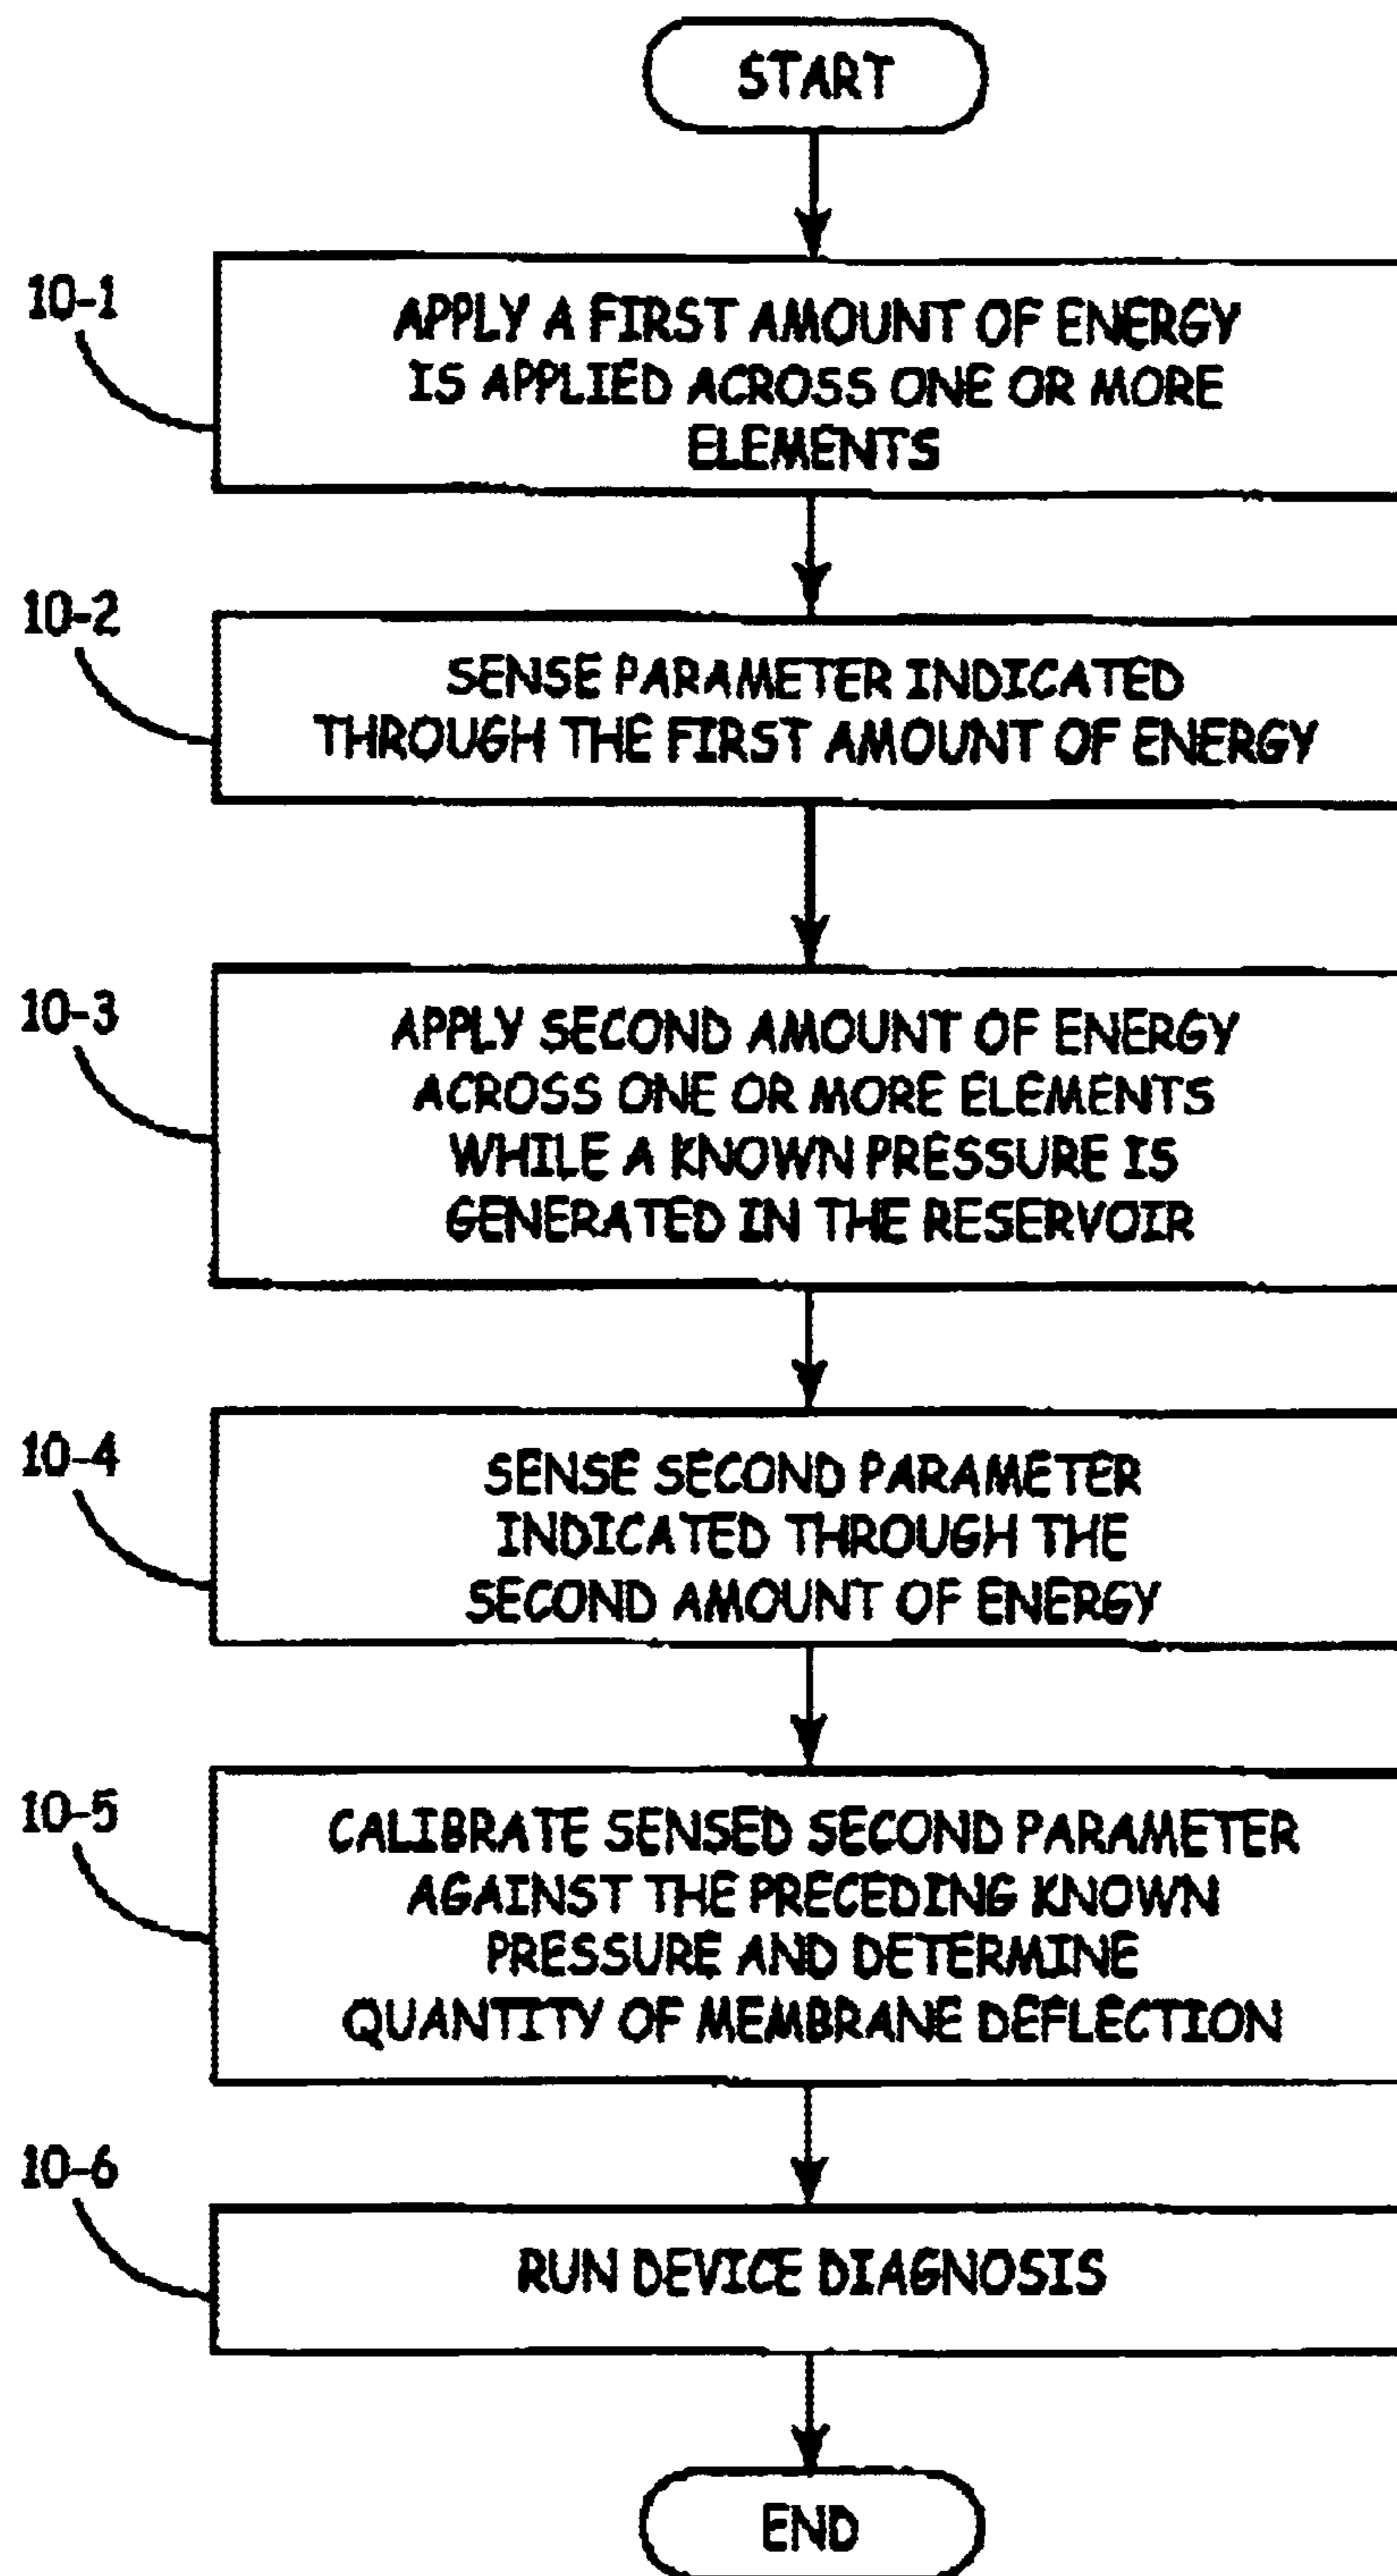 START
10-1
APPLY A FIRST AMOUNT OF ENERGY
IS APPLIED ACROSS ONE OR MORE
ELEMENTS
10-2
SENSE PARAMETER INDICATED
THROUGH THE FIRST AMOUNT OF ENERGY
10-3
APPLY SECOND AMOUNT OF ENERGY
ACROSS ONE OR MORE ELEMENTS
WHILE A KNOWN PRESSURE IS
GENERATED IN THE RESERVOIR
10-4
SENSE SECOND PARAMETER
INDICATED THROUGH THE
SECOND AMOUNT OF ENERGY
10-5
CALIBRATE SENSED SECOND PARAMETER
AGAINST THE PRECEDING KNOWN
PRESSURE AND DETERMINE
QUANTITY OF MEMBRANE DEFLECTION
10-6
RUN DEVICE DIAGNOSIS
END